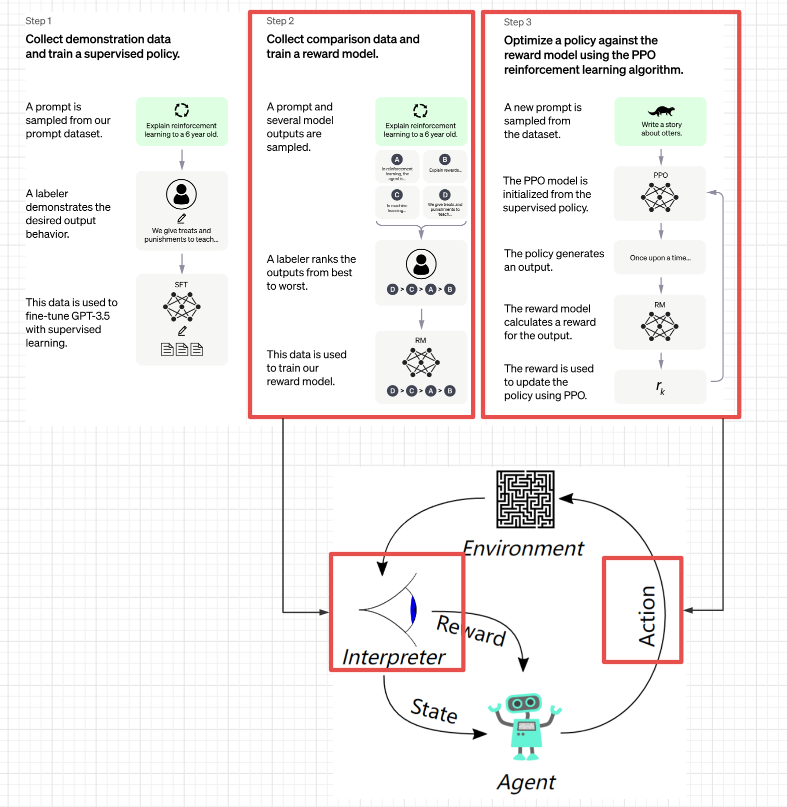 Step 1
Collect demonstration data
and train a supervised policy.
A prompt is
sampled from our
prompt dataset.
Explain reinforcement
learning to a 6 year old.
A labeler
demonstrates the
desired output
behavior.
We give treats and
punishments to teach...
This data is used to
fine-tune GPT-3.5
with supervised
learning.
SFT
Step 2
Collect comparison data and
train a reward model.
A prompt and
several model
outputs are
sampled.
Explain reinforcement
learning to a 6 year old.
A
In reinforcement
learning, the
agent is...
B
Explain rewards...
C
In machine
learning...
D
We give treats and
punishments to
teach...
A labeler ranks the
outputs from best
to worst.
D > C > A > B
This data is used
to train our
reward model.
RM
D > C > A > B
Step 3
Optimize a policy against the
reward model using the PPO
reinforcement learning algorithm.
A new prompt is
sampled from
the dataset.
Write a story
about otters.
The PPO model is
initialized from the
supervised policy.
PPO
The policy generates
an output.
Once upon a time...
The reward model
calculates a reward
for the output.
RM
The reward is used
to update the
policy using PPO.
rk
Environment
Interpreter
Reward
Action
State
Agent